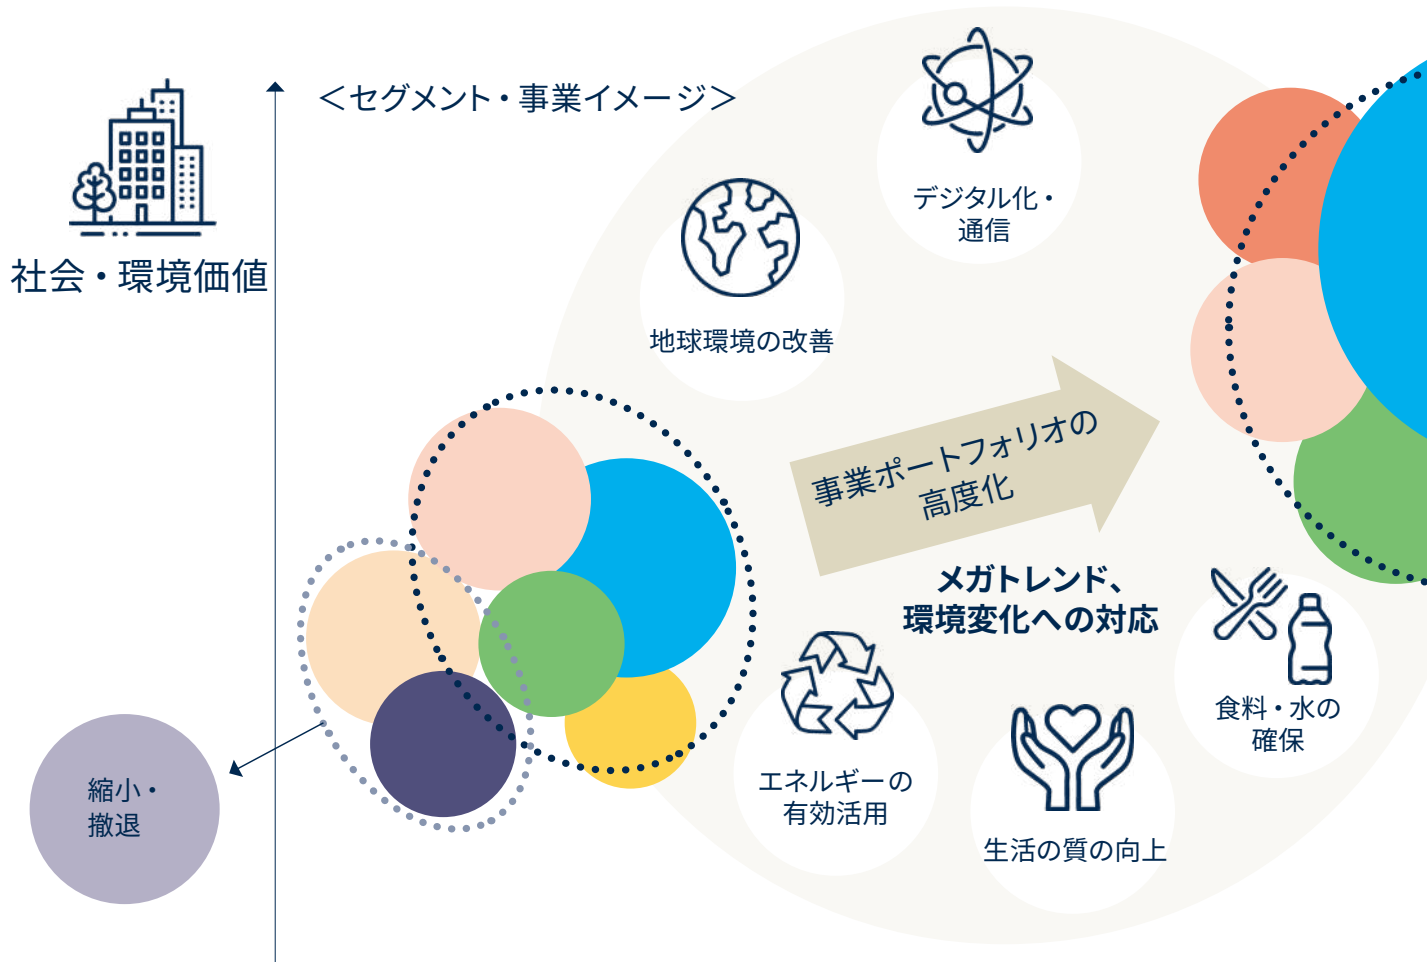 ＜セグメント・事業イメージ＞
社会・環境価値
デジタル化・
通信
地球環境の改善
事業ポートフォリオの
高度化
メガトレンド、
環境変化への対応
食料・水の
確保
エネルギーの
有効活用
生活の質の向上
縮小・
撤退